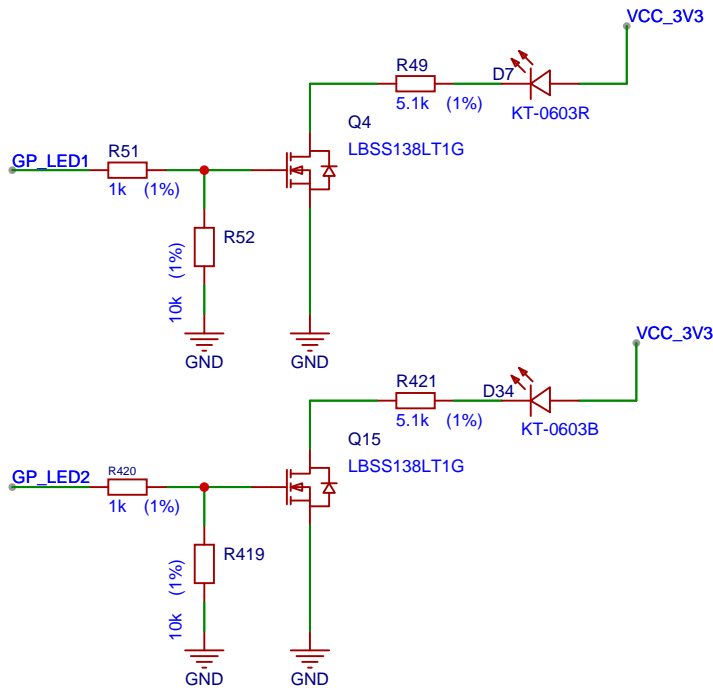 VCC_3V3
R49
D7
5.1k (1%)
KT-0603R
Q4
LBSS138LT1G
GP_LED1
R51
1k (1%)
R52
10k (1%)
GND
GND
VCC_3V3
R421
D34
5.1k (1%)
KT-0603B
Q15
LBSS138LT1G
GP_LED2
R420
1k (1%)
R419
10k (1%)
GND
GND